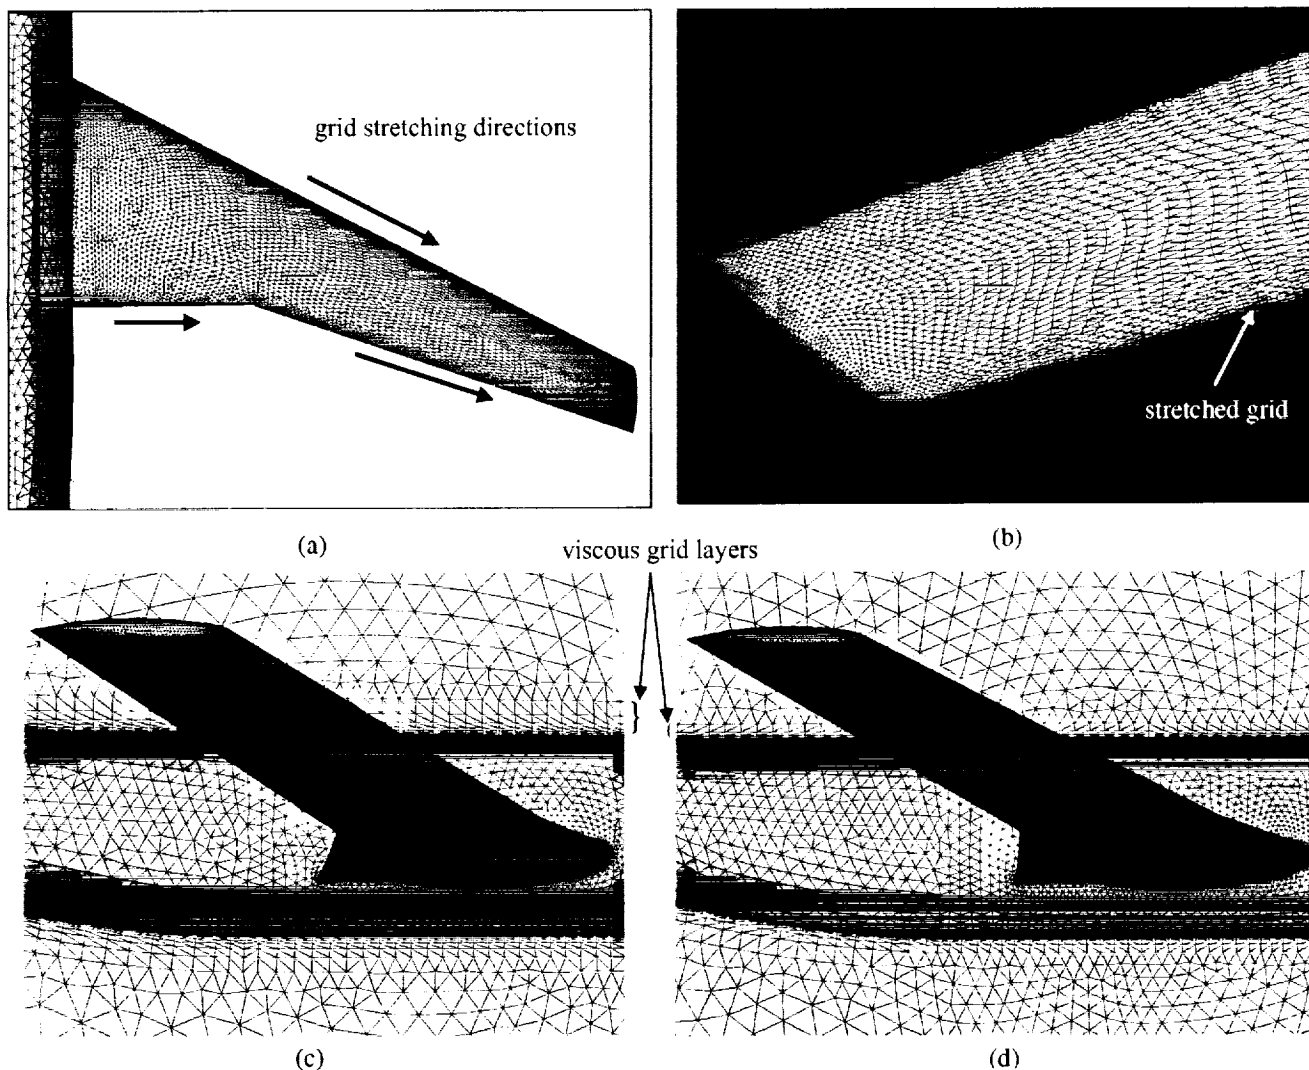 grid stretching directions
stretched grid
(a)
(b)
viscous grid layers
(c)
(d)